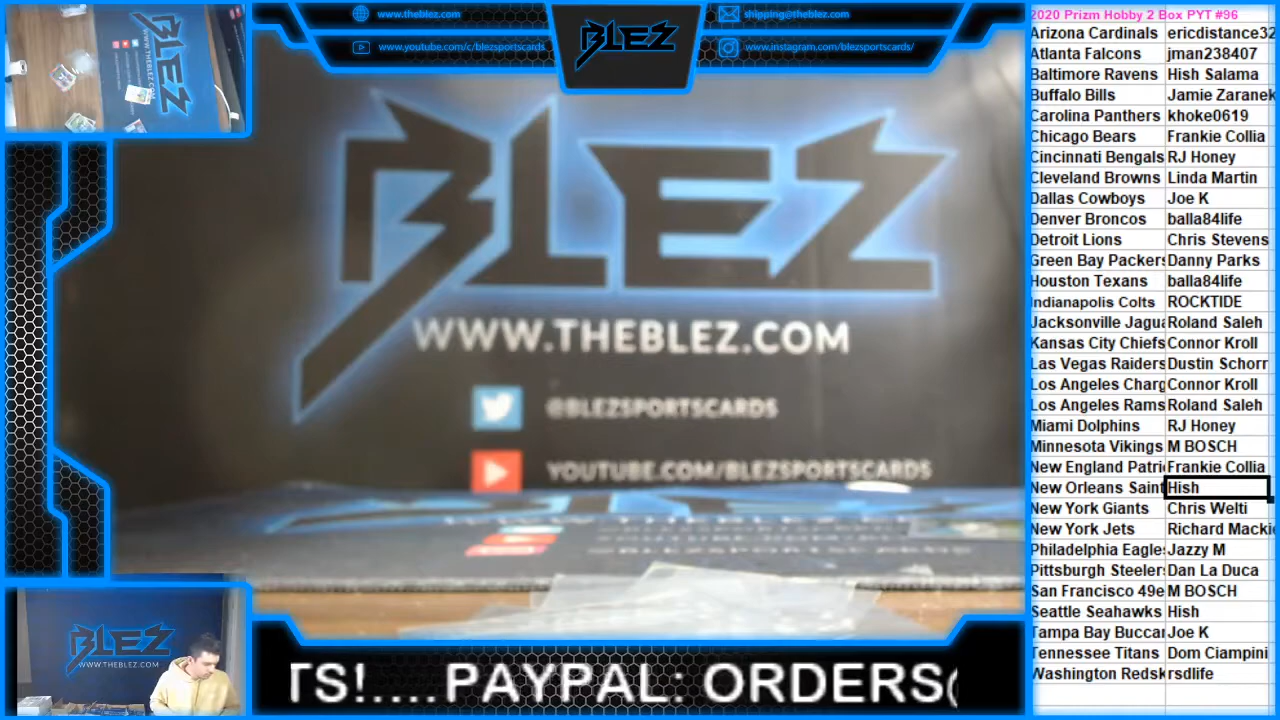 www.theblez.com
www.youtube.com/c/blezsportscards
BLEZ
shipping@theblez.com
www.instagram.com/blezsportscards/
BLEZ
WWW.THEBLEZ.COM
BLEZ
WWW.THEBLEZ.COM
@BLEZSPORTSCARDS
YOUTUBE.COM/BLEZSPORTSCARDS
BLEZ
WWW.THEBLEZ.COM
TS!....PAYPAL: ORDERS(
2020 Prizm Hobby 2 Box PYT #96
Arizona Cardinals ericdistance32
Atlanta Falcons jman238407
Baltimore Ravens Hish Salama
Buffalo Bills Jamie Zaranek
Carolina Panthers khoke0619
Chicago Bears Frankie Collia
Cincinnati Bengals RJ Honey
Cleveland Browns Linda Martin
Dallas Cowboys Joe K
Denver Broncos balla84life
Detroit Lions Chris Stevens
Green Bay Packers Danny Parks
Houston Texans balla84life
Indianapolis Colts ROCKTIDE
Jacksonville Jagua Roland Saleh
Kansas City Chiefs Connor Kroll
Las Vegas Raiders Dustin Schorr
Los Angeles Charg Connor Kroll
Los Angeles Rams Roland Saleh
Miami Dolphins RJ Honey
Minnesota Vikings M BOSCH
New England Patri Frankie Collia
New Orleans Saint Hish
New York Giants Chris Welti
New York Jets Richard Mackie
Philadelphia Eagles Jazzy M
Pittsburgh Steelers Dan La Duca
San Francisco 49e M BOSCH
Seattle Seahawks Hish
Tampa Bay Buccan Joe K
Tennessee Titans Dom Ciampini
Washington Redsk rsdlife